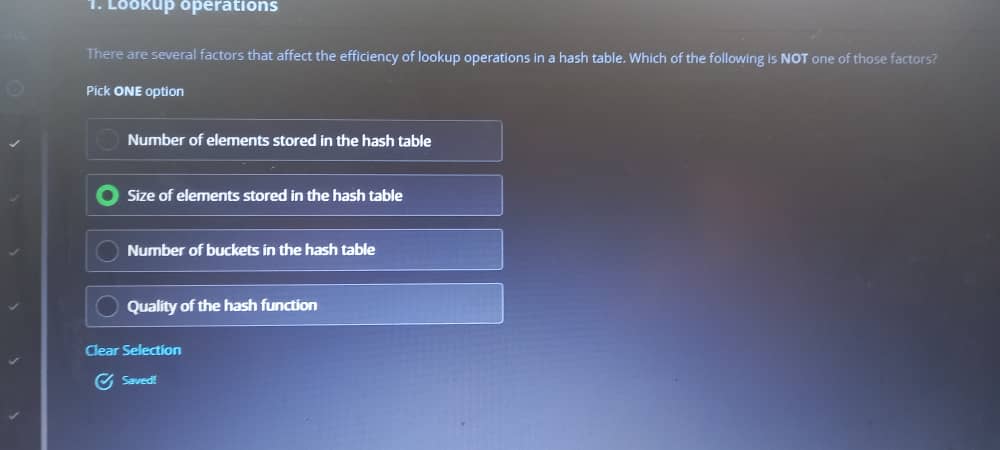 1. Lookup operations
There are several factors that affect the efficiency of lookup operations in a hash table. Which of the following is NOT one of those factors?
Pick ONE option
Number of elements stored in the hash table
Size of elements stored in the hash table
Number of buckets in the hash table
Quality of the hash function
Clear Selection
Saved!